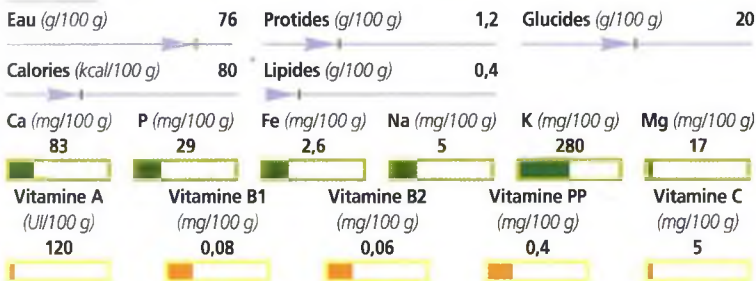 Eau (g/100 g) 76 Protides (g/100 g) 1,2 Glucides (g/100 g) 20
Calories (kcal/100 g) 80 Lipides (g/100 g) 0,4
Ca (mg/100 g) P (mg/100 g) Fe (mg/100 g) Na (mg/100 g) K (mg/100 g) Mg (mg/100 g)
83 29 2,6 5 280 17
Vitamine A Vitamine B1 Vitamine B2 Vitamine PP Vitamine C
(UI/100 g) (mg/100 g) (mg/100 g) (mg/100 g) (mg/100 g)
120 0,08 0,06 0,4 5